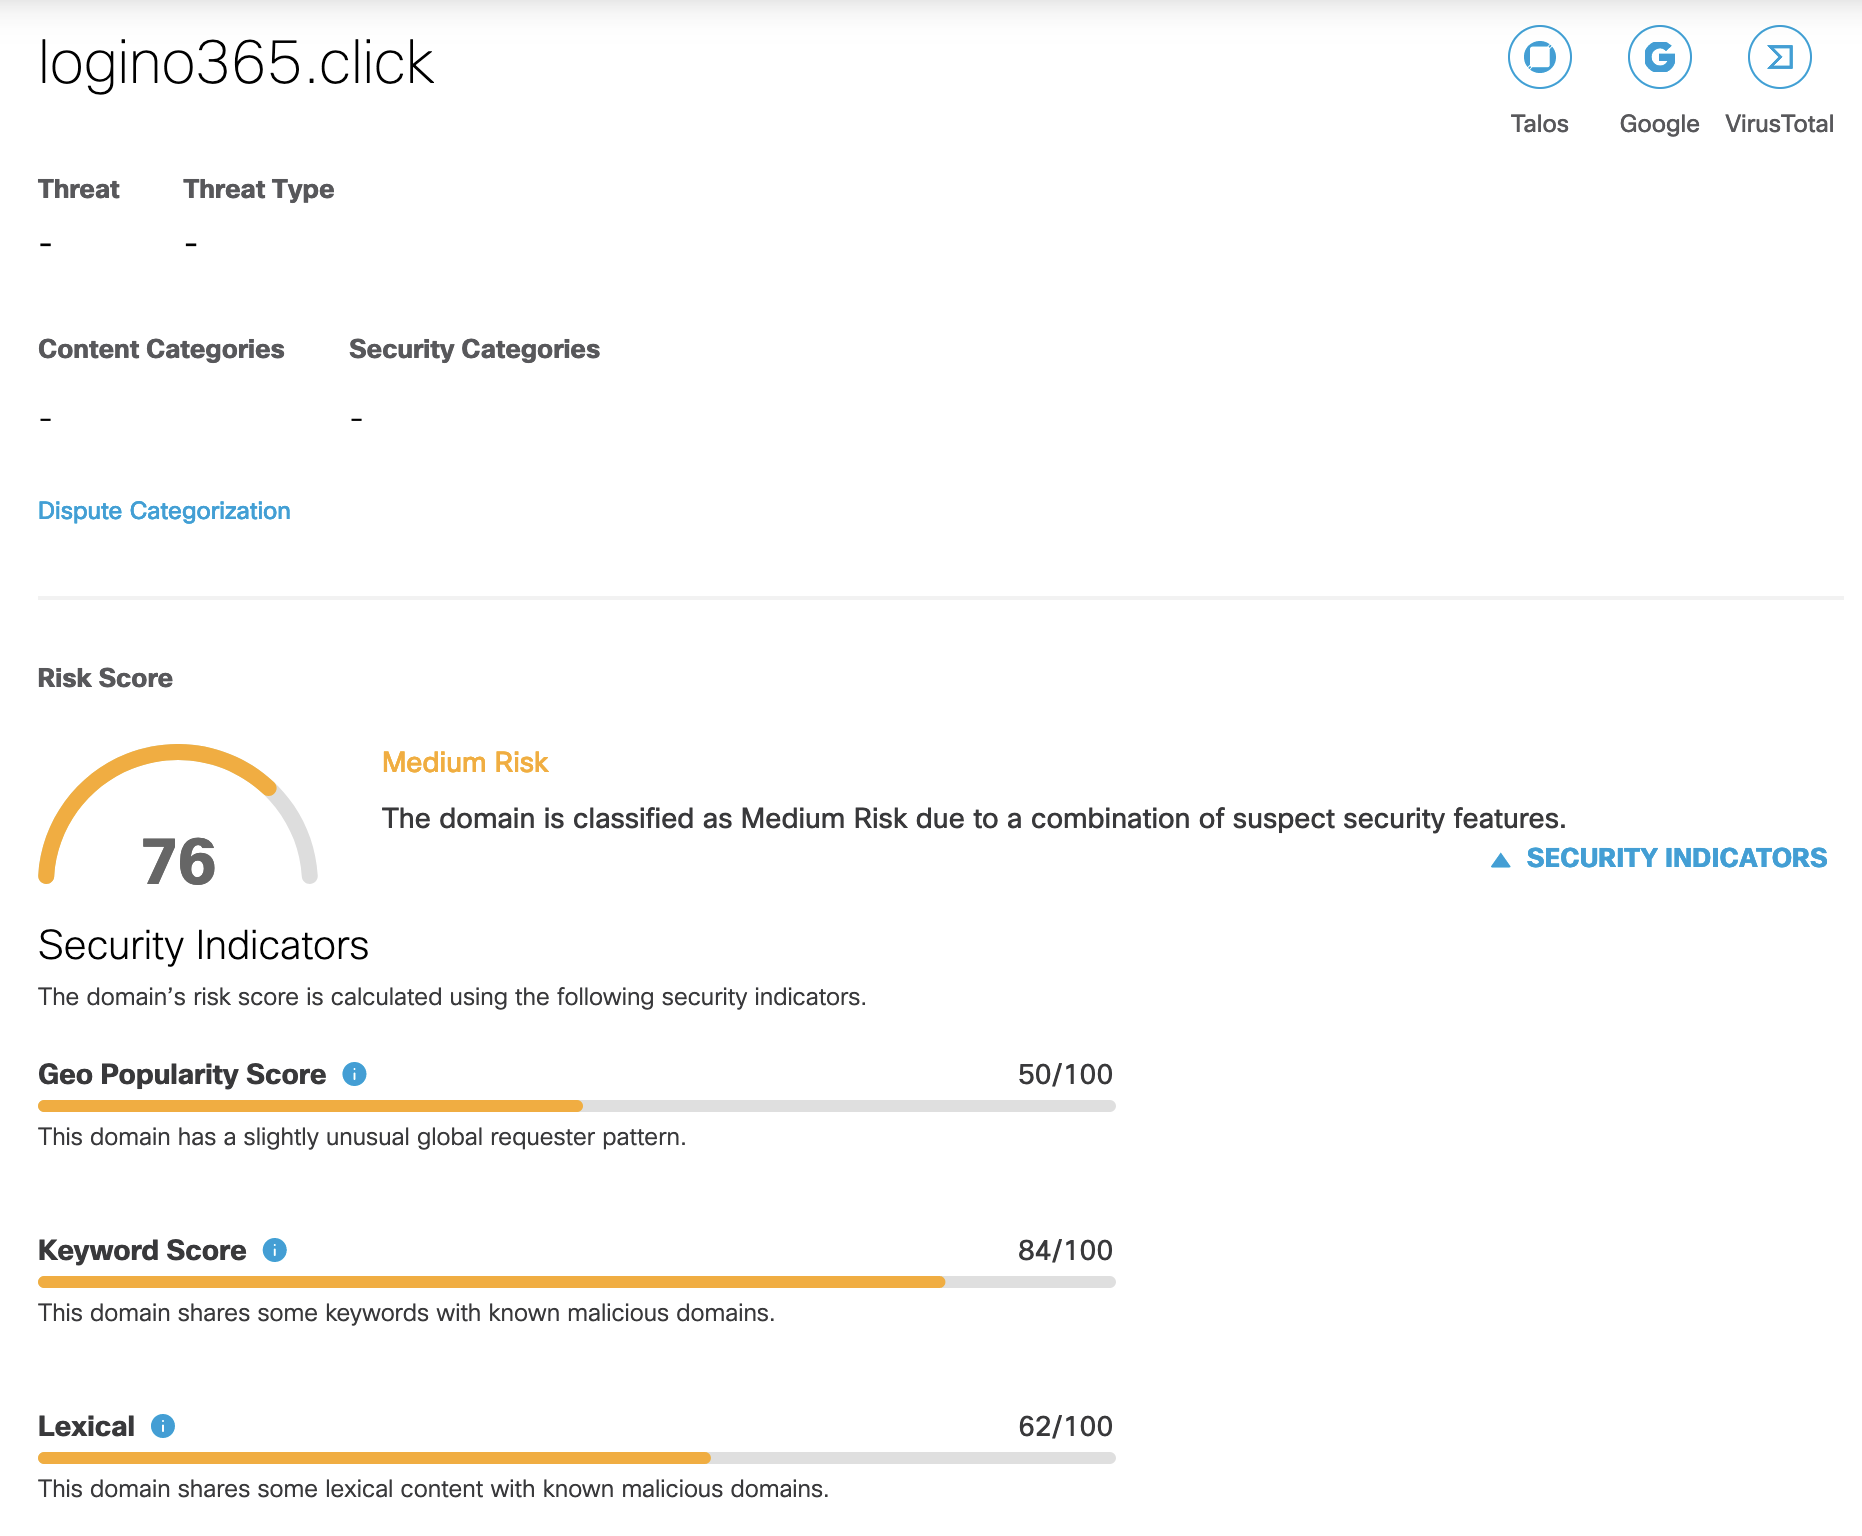 logino365.click
Talos Google VirusTotal
Threat Threat Type
- -
Content Categories Security Categories
- -
Dispute Categorization
Risk Score
76
Medium Risk
The domain is classified as Medium Risk due to a combination of suspect security features.
▲ SECURITY INDICATORS
Security Indicators
The domain’s risk score is calculated using the following security indicators.
Geo Popularity Score i 50/100
This domain has a slightly unusual global requester pattern.
Keyword Score i 84/100
This domain shares some keywords with known malicious domains.
Lexical i 62/100
This domain shares some lexical content with known malicious domains.